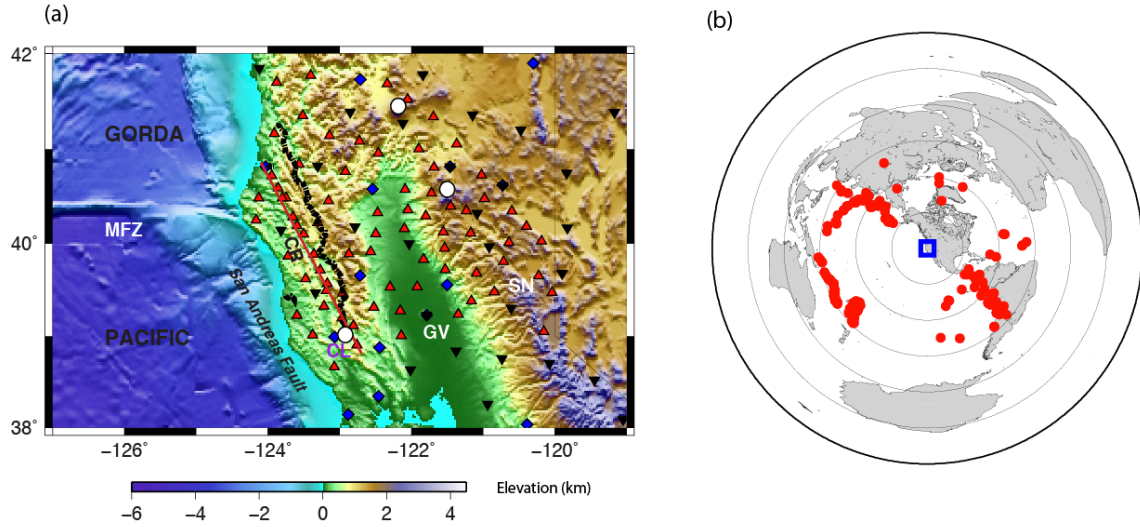 (a)
(b)
42°
40°
38°
GORDA
MFZ
PACIFIC
San Andreas Fault
CB
CL
GV
SN
−126°
−124°
−122°
−120°
−6
−4
−2
0
2
4
Elevation (km)